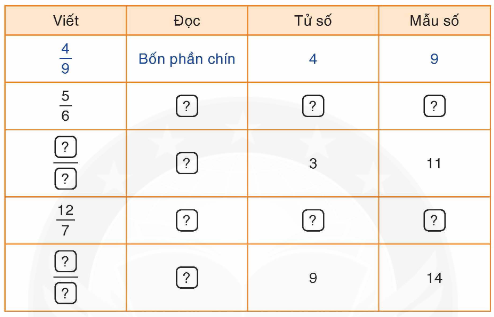 Viết Đọc Tử số Mẫu số
4/9 Bốn phần chín 4 9
5/6 ? ? ?
?/? ? 3 11
12/7 ? ? ?
?/? ? 9 14